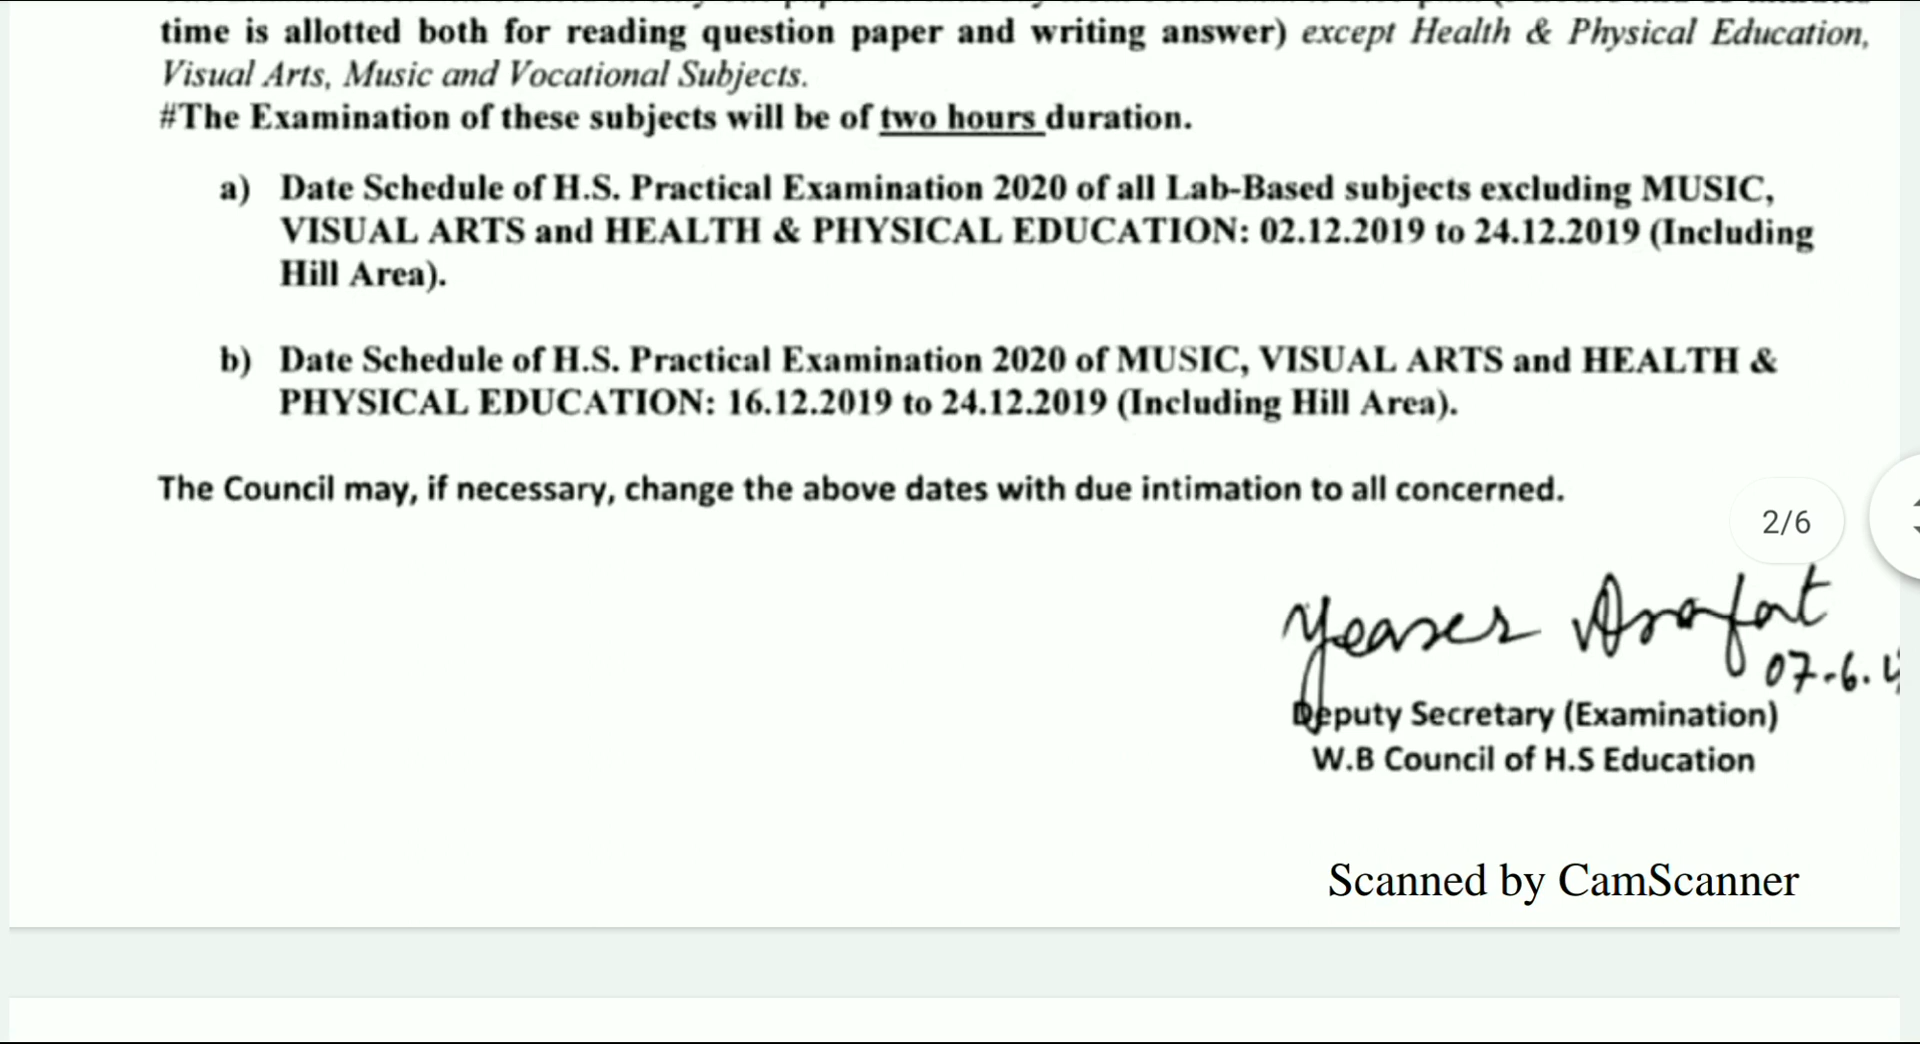 time is allotted both for reading question paper and writing answer) except Health & Physical Education,
Visual Arts, Music and Vocational Subjects.
#The Examination of these subjects will be of two hours duration.
a) Date Schedule of H.S. Practical Examination 2020 of all Lab-Based subjects excluding MUSIC,
VISUAL ARTS and HEALTH & PHYSICAL EDUCATION: 02.12.2019 to 24.12.2019 (Including
Hill Area).
b) Date Schedule of H.S. Practical Examination 2020 of MUSIC, VISUAL ARTS and HEALTH &
PHYSICAL EDUCATION: 16.12.2019 to 24.12.2019 (Including Hill Area).
The Council may, if necessary, change the above dates with due intimation to all concerned.
2/6
Yeaser Arafat
07-6.
Deputy Secretary (Examination)
W.B Council of H.S Education
Scanned by CamScanner